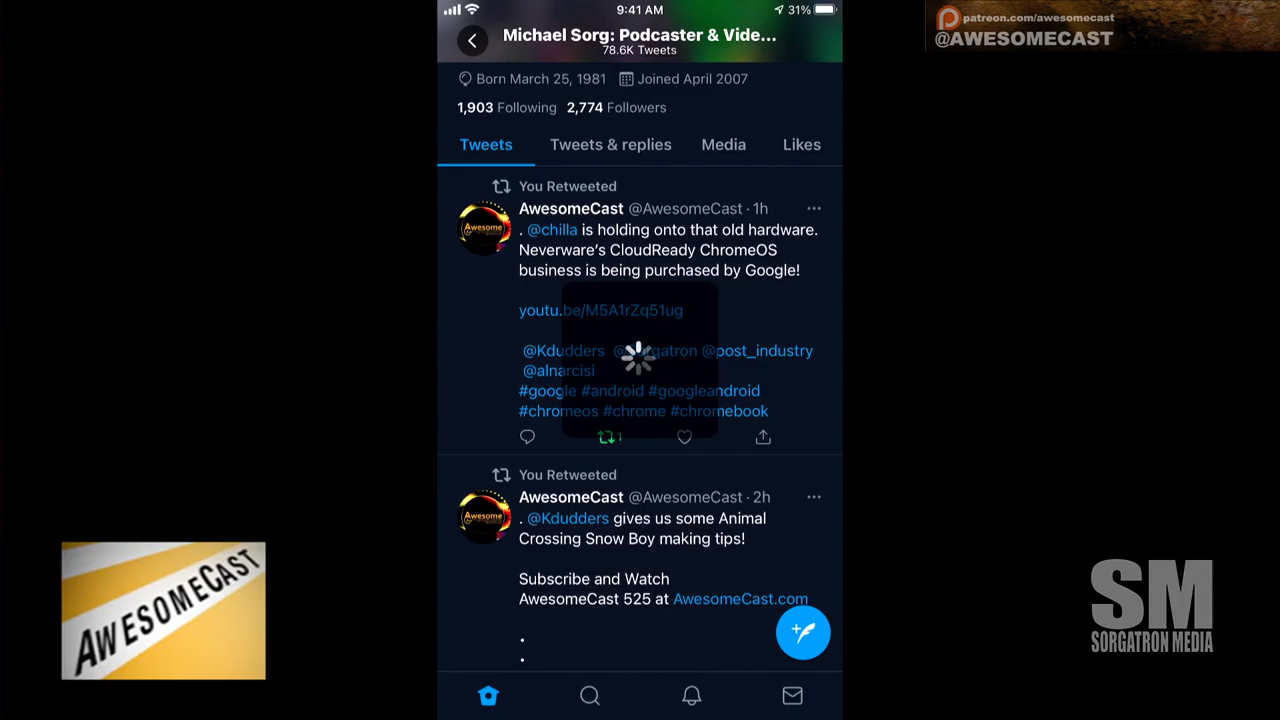 patreon.com/awesomecast
@AWESOMECAST
9:41 AM
31%
Michael Sorg: Podcaster & Vide...
78.6K Tweets
Born March 25, 1981 Joined April 2007
1,903 Following 2,774 Followers
Tweets Tweets & replies Media Likes
You Retweeted
AwesomeCast @AwesomeCast · 1h
Awesome
. @chilla is holding onto that old hardware.
Neverware’s CloudReady ChromeOS
business is being purchased by Google!
youtu.be/M5A1rZq51ug
@Kdudders @sorgatron @post_industry
@alnarcisi
#google #android #googleandroid
#chromeos #chrome #chromebook
1
You Retweeted
AwesomeCast @AwesomeCast · 2h
Awesome
. @Kdudders gives us some Animal
Crossing Snow Boy making tips!
Subscribe and Watch
AwesomeCast 525 at AwesomeCast.com
.
.
AWESOMECAST
SM
SORGATRON MEDIA